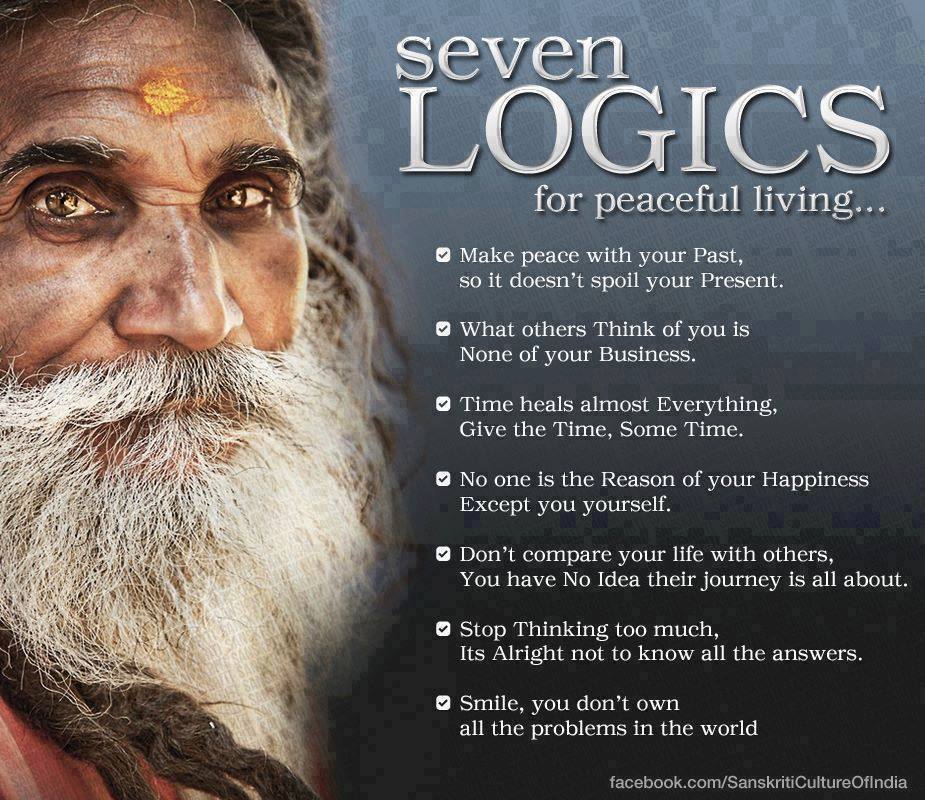 seven
LOGICS
for peaceful living...
Make peace with your Past,
so it doesn't spoil your Present.
What others Think of you is
None of your Business.
Time heals almost Everything,
Give the Time, Some Time.
No one is the Reason of your Happiness
Except you yourself.
Don't compare your life with others,
You have No Idea their journey is all about.
Stop Thinking too much,
Its Alright not to know all the answers.
Smile, you don't own
all the problems in the world
facebook.com/SanskritiCultureOfIndia